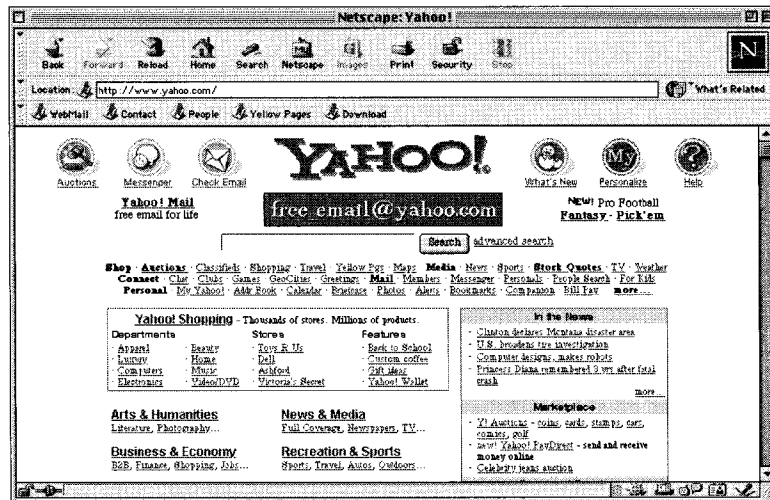 Netscape: Yahoo!
Back Forward Reload Home Search Netscape Images Print Security Stop
N
Location: http://www.yahoo.com/ What's Related
WebMail Contact People Yellow Pages Download
Auctions Messenger Check Email YAHOO! What's New Personalize Help
My
Yahoo! Mail
free email for life
free email@yahoo.com
NEW! Pro Football
Fantasy - Pick'em
Search advanced search
Shop · Auctions · Classifieds · Shopping · Travel · Yellow Pgs · Maps Media · News · Sports · Stock Quotes · TV · Weather
Connect · Chat · Clubs · Games · GeoCities · Greetings · Mail · Members · Messenger · Personals · People Search · For Kids
Personal · My Yahoo! · Addr Book · Calendar · Briefcase · Photos · Alerts · Bookmarks · Companion · Bill Pay more...
Yahoo! Shopping - Thousands of stores. Millions of products.
Departments Stores Features
· Apparel · Beauty · Toys R Us · Back to School
· Luxury · Home · Dell · Custom coffee
· Computers · Music · Ashford · Gift ideas
· Electronics · Video/DVD · Victoria's Secret · Yahoo! Wallet
Arts & Humanities
Literature, Photography...
News & Media
Full Coverage, Newspapers, TV...
Business & Economy
B2B, Finance, Shopping, Jobs...
Recreation & Sports
Sports, Travel, Autos, Outdoors...
In the News
· Clinton declares Montana disaster area
· U.S. broadens tire investigation
· Computer designs, makes robots
· Princess Diana remembered 3 yrs after fatal
crash
more...
Marketplace
· Y! Auctions - coins, cards, stamps, cars,
comics, golf
· new! Yahoo! PayDirect - send and receive
money online
· Celebrity jeans auction